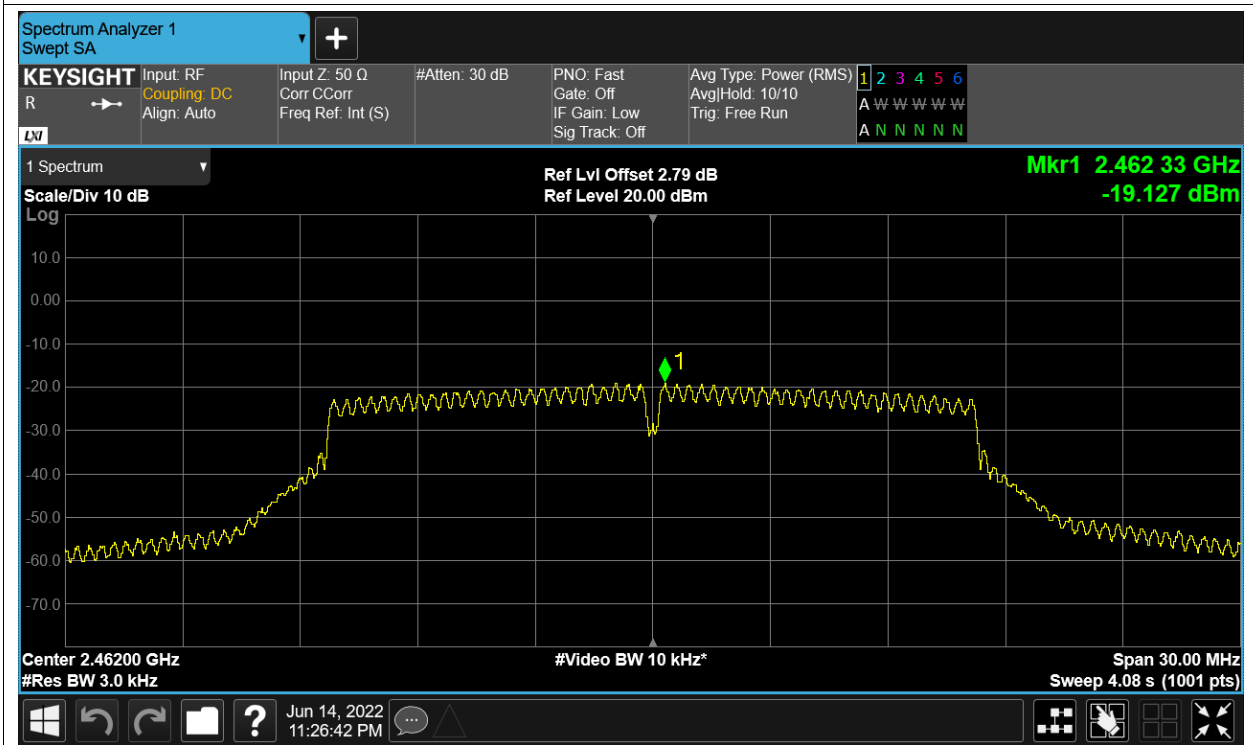 Spectrum Analyzer 1
Swept SA
+
KEYSIGHT
R
LXI
Input: RF
Coupling: DC
Align: Auto
Input Z: 50 Ω
Corr CCorr
Freq Ref: Int (S)
#Atten: 30 dB
PNO: Fast
Gate: Off
IF Gain: Low
Sig Track: Off
Avg Type: Power (RMS)
Avg|Hold: 10/10
Trig: Free Run
1 2 3 4 5 6
A W W W W W
A N N N N N
1 Spectrum
Scale/Div 10 dB
Log
Ref Lvl Offset 2.79 dB
Ref Level 20.00 dBm
Mkr1 2.462 33 GHz
-19.127 dBm
10.0
0.00
-10.0
1
-20.0
-30.0
-40.0
-50.0
-60.0
-70.0
Center 2.46200 GHz
#Res BW 3.0 kHz
#Video BW 10 kHz*
Span 30.00 MHz
Sweep 4.08 s (1001 pts)
?
Jun 14, 2022
11:26:42 PM